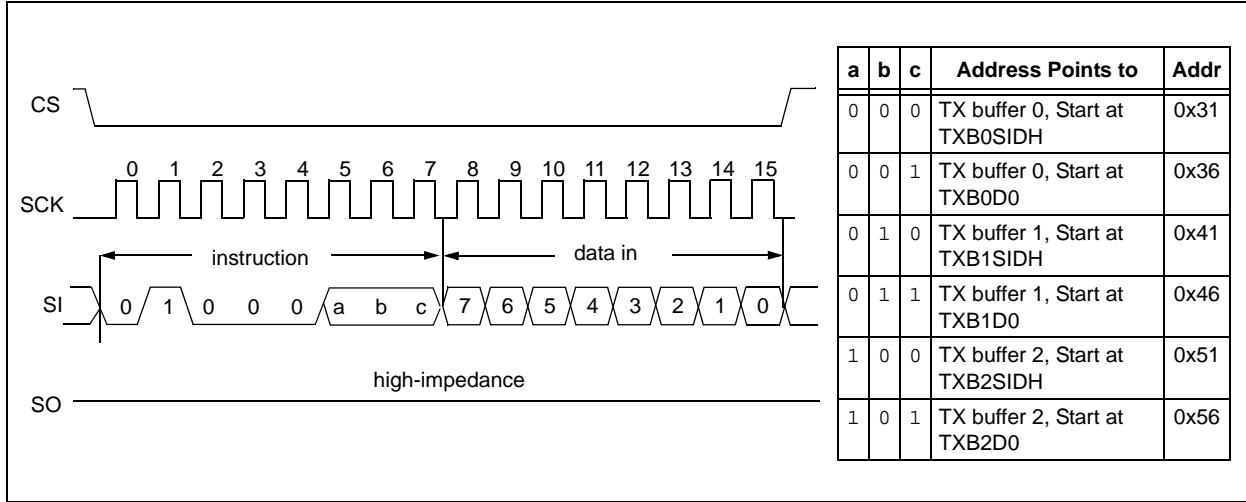 CS
0 1 2 3 4 5 6 7 8 9 10 11 12 13 14 15
SCK
instruction data in
SI 0 1 0 0 0 a b c 7 6 5 4 3 2 1 0
high-impedance
SO
a b c Address Points to Addr
0 0 0 TX buffer 0, Start at 0x31
TXB0SIDH
0 0 1 TX buffer 0, Start at 0x36
TXB0D0
0 1 0 TX buffer 1, Start at 0x41
TXB1SIDH
0 1 1 TX buffer 1, Start at 0x46
TXB1D0
1 0 0 TX buffer 2, Start at 0x51
TXB2SIDH
1 0 1 TX buffer 2, Start at 0x56
TXB2D0